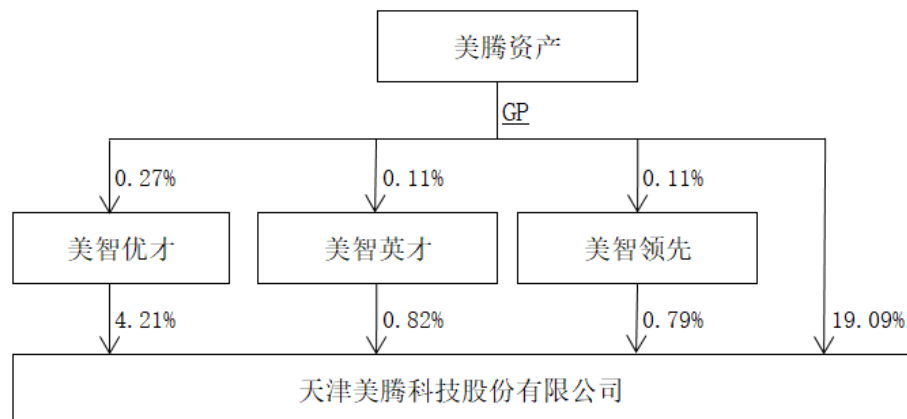 美腾资产
GP
0.27%
0.11%
0.11%
美智优才
美智英才
美智领先
4.21%
0.82%
0.79%
19.09%
天津美腾科技股份有限公司